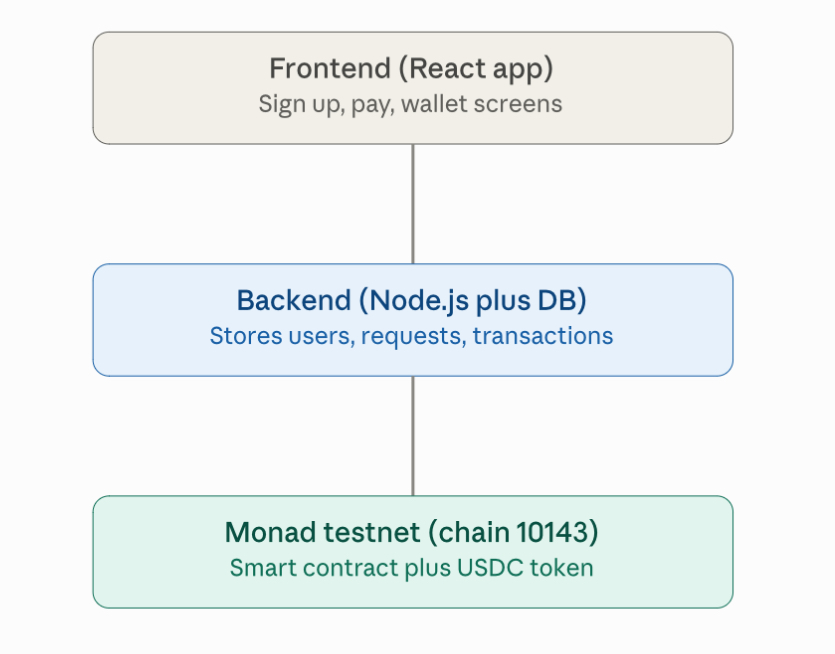 Frontend (React app)
Sign up, pay, wallet screens
Backend (Node.js plus DB)
Stores users, requests, transactions
Monad testnet (chain 10143)
Smart contract plus USDC token